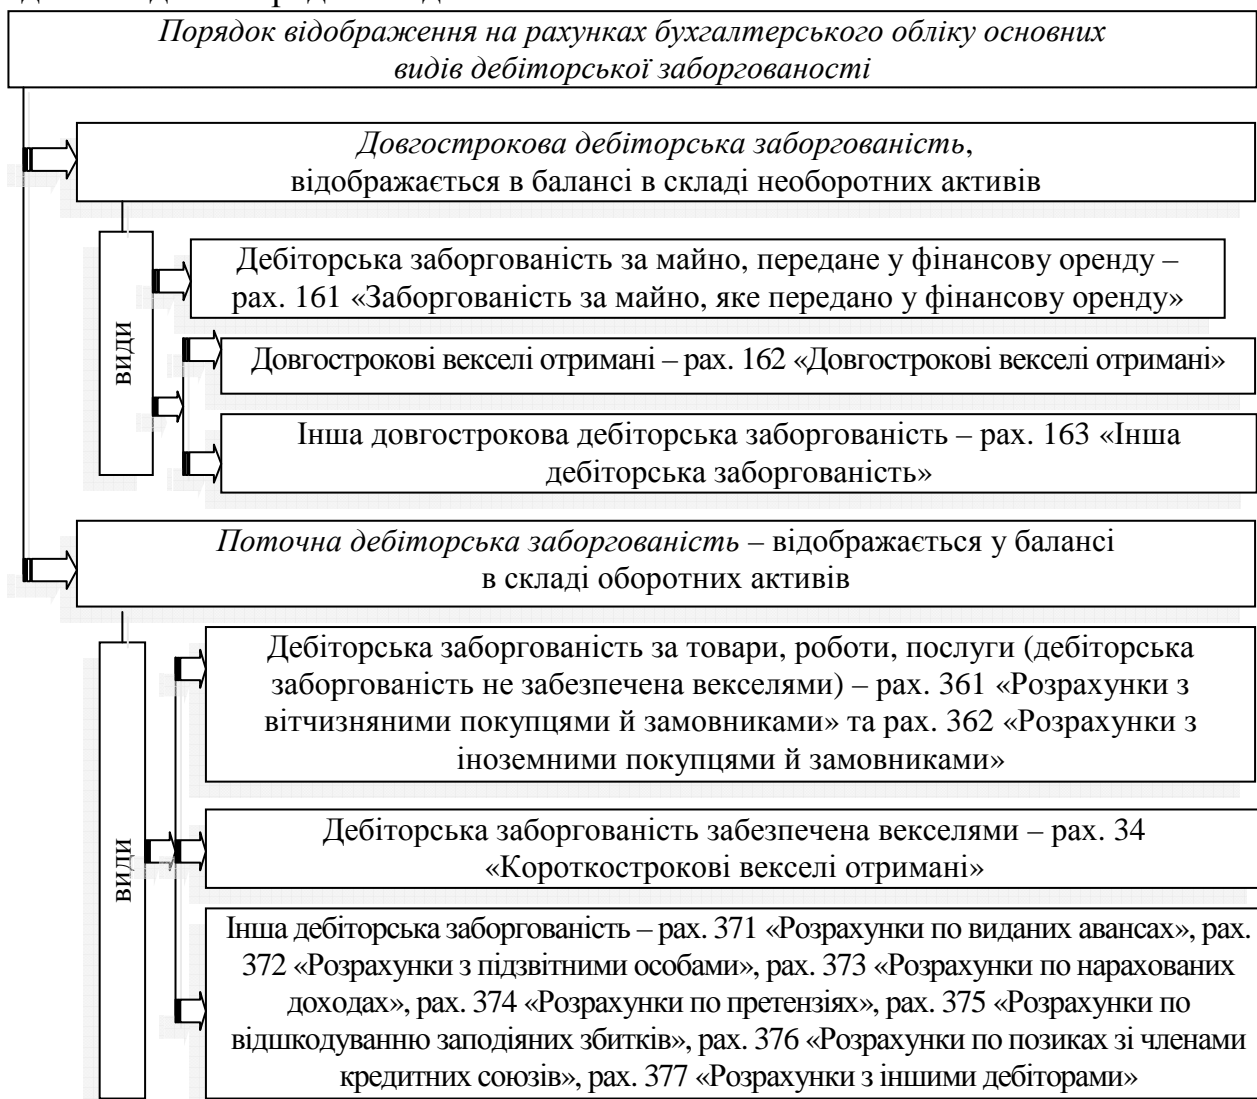 Порядок відображення на рахунках бухгалтерського обліку основних
видів дебіторської заборгованості
Довгострокова дебіторська заборгованість,
відображається в балансі в складі необоротних активів
види
Дебіторська заборгованість за майно, передане у фінансову оренду –
рах. 161 «Заборгованість за майно, яке передано у фінансову оренду»
Довгострокові векселі отримані – рах. 162 «Довгострокові векселі отримані»
Інша довгострокова дебіторська заборгованість – рах. 163 «Інша
дебіторська заборгованість»
Поточна дебіторська заборгованість – відображається у балансі
в складі оборотних активів
види
Дебіторська заборгованість за товари, роботи, послуги (дебіторська
заборгованість не забезпечена векселями) – рах. 361 «Розрахунки з
вітчизняними покупцями й замовниками» та рах. 362 «Розрахунки з
іноземними покупцями й замовниками»
Дебіторська заборгованість забезпечена векселями – рах. 34
«Короткострокові векселі отримані»
Інша дебіторська заборгованість – рах. 371 «Розрахунки по виданих авансах», рах.
372 «Розрахунки з підзвітними особами», рах. 373 «Розрахунки по нарахованих
доходах», рах. 374 «Розрахунки по претензіях», рах. 375 «Розрахунки по
відшкодуванню заподіяних збитків», рах. 376 «Розрахунки по позиках зі членами
кредитних союзів», рах. 377 «Розрахунки з іншими дебіторами»